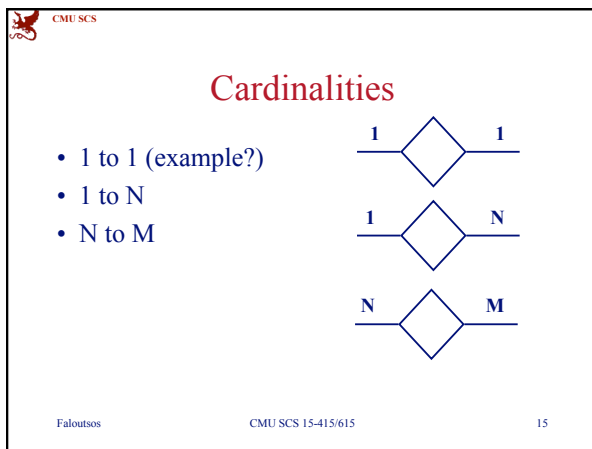 CMU SCS
Cardinalities
• 1 to 1 (example?)
• 1 to N
• N to M
1 1
1 N
N M
Faloutsos CMU SCS 15-415/615 15